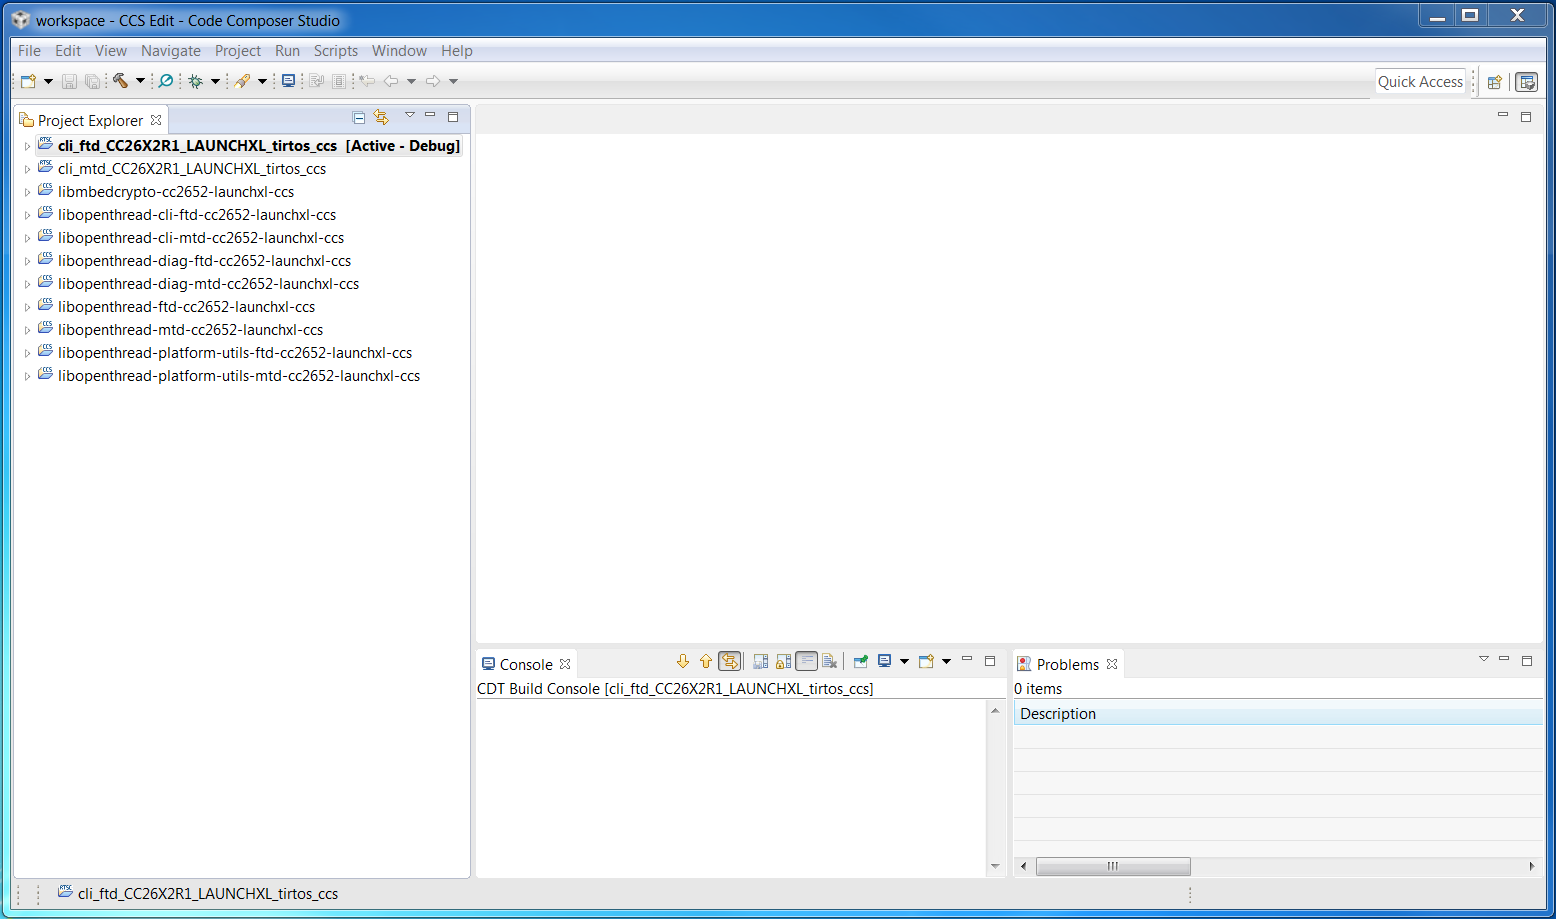 workspace - CCS Edit - Code Composer Studio
File Edit View Navigate Project Run Scripts Window Help
Quick Access
Project Explorer
cli_ftd_CC26X2R1_LAUNCHXL_tirtos_ccs [Active - Debug]
cli_mtd_CC26X2R1_LAUNCHXL_tirtos_ccs
libmbedcrypto-cc2652-launchxl-ccs
libopenthread-cli-ftd-cc2652-launchxl-ccs
libopenthread-cli-mtd-cc2652-launchxl-ccs
libopenthread-diag-ftd-cc2652-launchxl-ccs
libopenthread-diag-mtd-cc2652-launchxl-ccs
libopenthread-ftd-cc2652-launchxl-ccs
libopenthread-mtd-cc2652-launchxl-ccs
libopenthread-platform-utils-ftd-cc2652-launchxl-ccs
libopenthread-platform-utils-mtd-cc2652-launchxl-ccs
Console
CDT Build Console [cli_ftd_CC26X2R1_LAUNCHXL_tirtos_ccs]
Problems
0 items
Description
cli_ftd_CC26X2R1_LAUNCHXL_tirtos_ccs